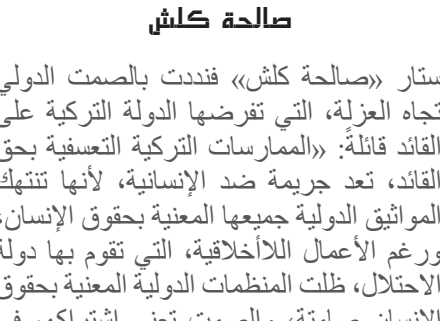 صالحة كلش
ستار «صالحة كلش» فنددت بالصمت الدولي
تجاه العزلة، التي تفرضها الدولة التركية على
القائد قائلةً: «الممارسات التركية التعسفية بحق
القائد، تعد جريمة ضد الإنسانية، لأنها تنتهك
المواثيق الدولية جميعها المعنية بحقوق الإنسان،
ورغم الأعمال اللاأخلاقية، التي تقوم بها دولة
الاحتلال، ظلت المنظمات الدولية المعنية بحقوق
الإنسان صامتة، والصمت يعني اشتراكهم في